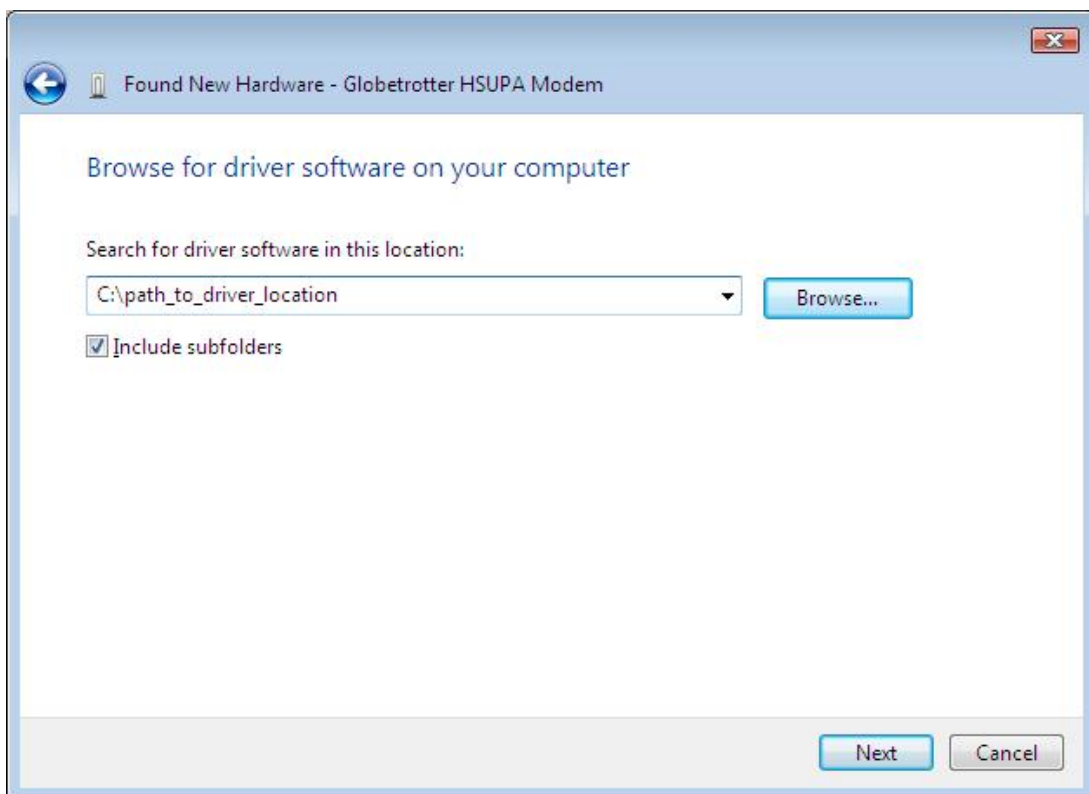 Found New Hardware - Globetrotter HSUPA Modem
Browse for driver software on your computer
Search for driver software in this location:
C:\path_to_driver_location
Browse...
Include subfolders
Next
Cancel